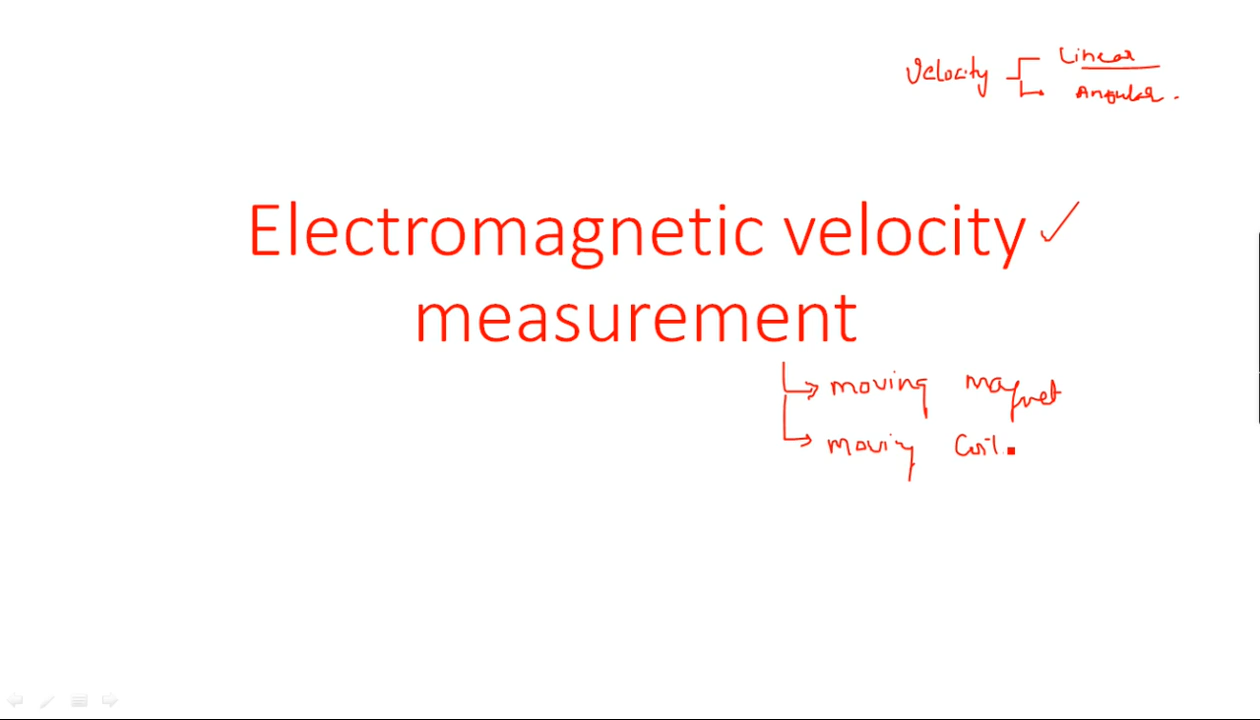 Velocity Linear
Angular.
Electromagnetic velocity
measurement
moving magnet
moving coil.